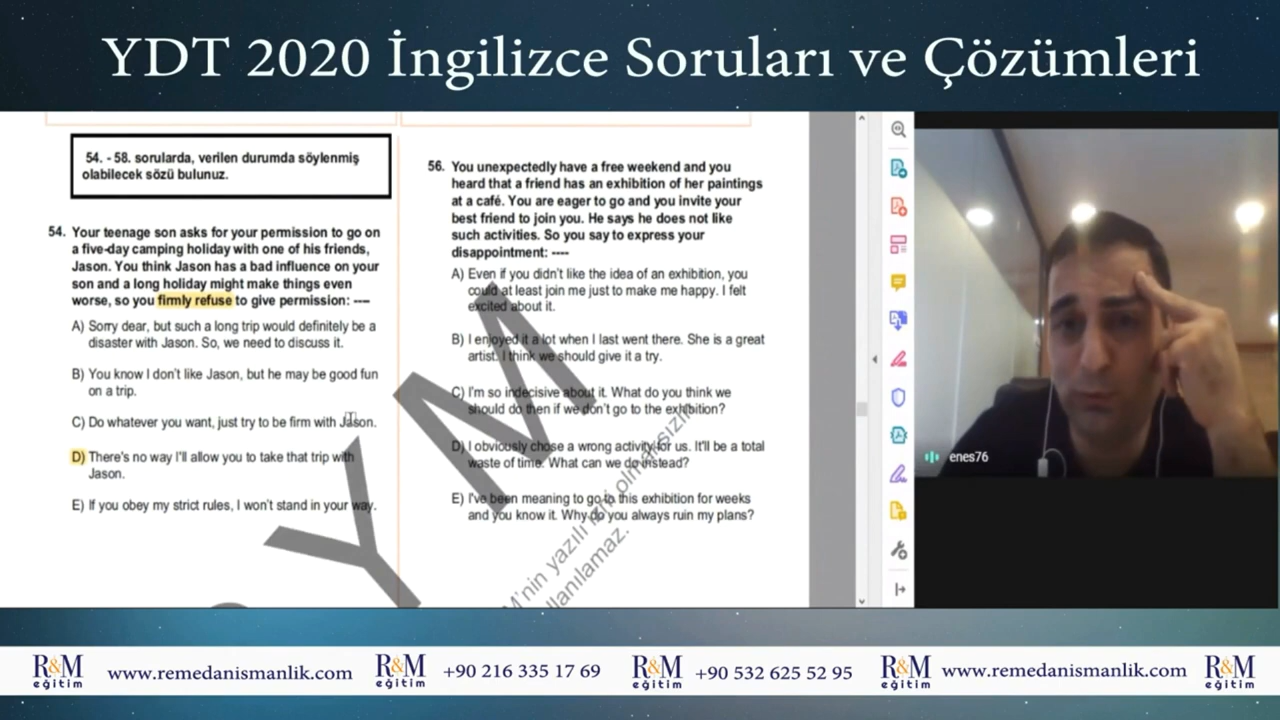 YDT 2020 İngilizce Soruları ve Çözümleri
54. - 58. sorularda, verilen durumda söylenmiş
olabilecek sözü bulunuz.
54. Your teenage son asks for your permission to go on
a five-day camping holiday with one of his friends,
Jason. You think Jason has a bad influence on your
son and a long holiday might make things even
worse, so you firmly refuse to give permission: ----
A) Sorry dear, but such a long trip would definitely be a
disaster with Jason. So, we need to discuss it.
B) You know I don't like Jason, but he may be good fun
on a trip.
C) Do whatever you want, just try to be firm with Jason.
D) There's no way I'll allow you to take that trip with
Jason.
E) If you obey my strict rules, I won't stand in your way.
56. You unexpectedly have a free weekend and you
heard that a friend has an exhibition of her paintings
at a café. You are eager to go and you invite your
best friend to join you. He says he does not like
such activities. So you say to express your
disappointment: ----
A) Even if you didn't like the idea of an exhibition, you
could at least join me just to make me happy. I felt
excited about it.
B) I enjoyed it a lot when I last went there. She is a great
artist. I think we should give it a try.
C) I'm so indecisive about it. What do you think we
should do then if we don't go to the exhibition?
D) I obviously chose a wrong activity for us. It'll be a total
waste of time. What can we do instead?
E) I've been meaning to go to this exhibition for weeks
and you know it. Why do you always ruin my plans?
YM
M'nin yazılı izni olmaksızın
llanılamaz.
enes76
R&M eğitim www.remedanismanlik.com R&M eğitim +90 216 335 17 69 R&M eğitim +90 532 625 52 95 R&M eğitim www.remedanismanlik.com R&M eğitim